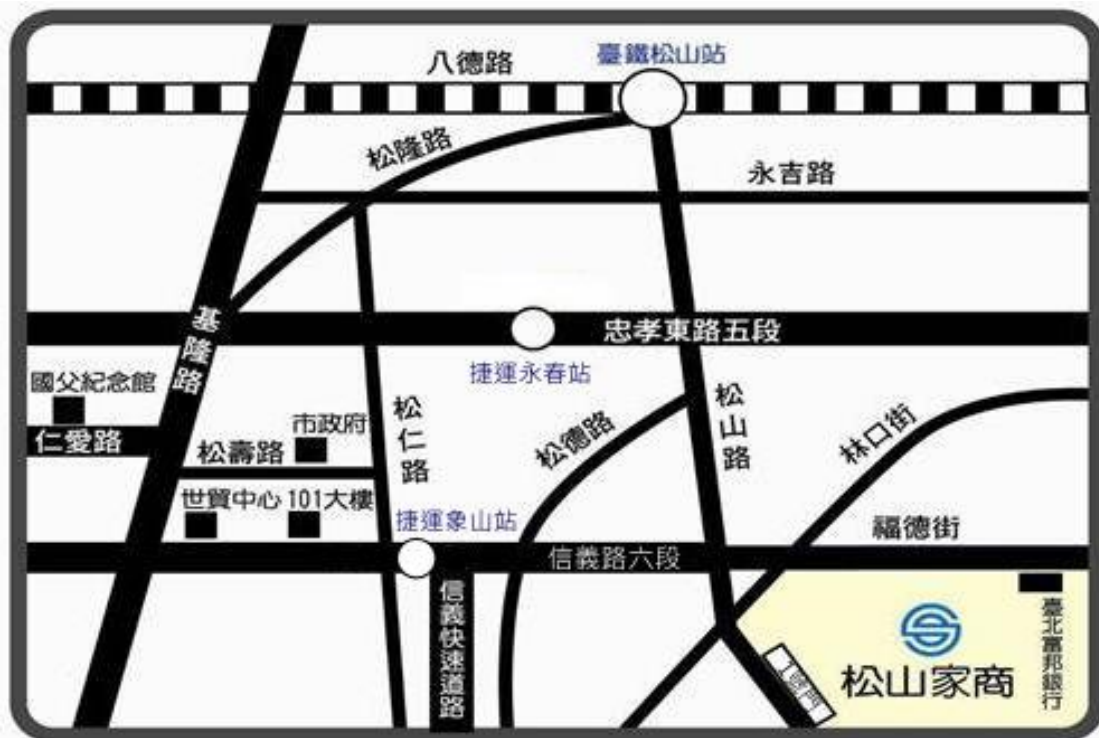 臺鐵松山站
八德路
松隆路
永吉路
基隆路
忠孝東路五段
捷運永春站
國父紀念館
仁愛路
市政府
松壽路
松仁路
松德路
松山路
林口街
世貿中心
101大樓
捷運象山站
福德街
信義路六段
信義快速道路
臺北富邦銀行
松山家商
1號門